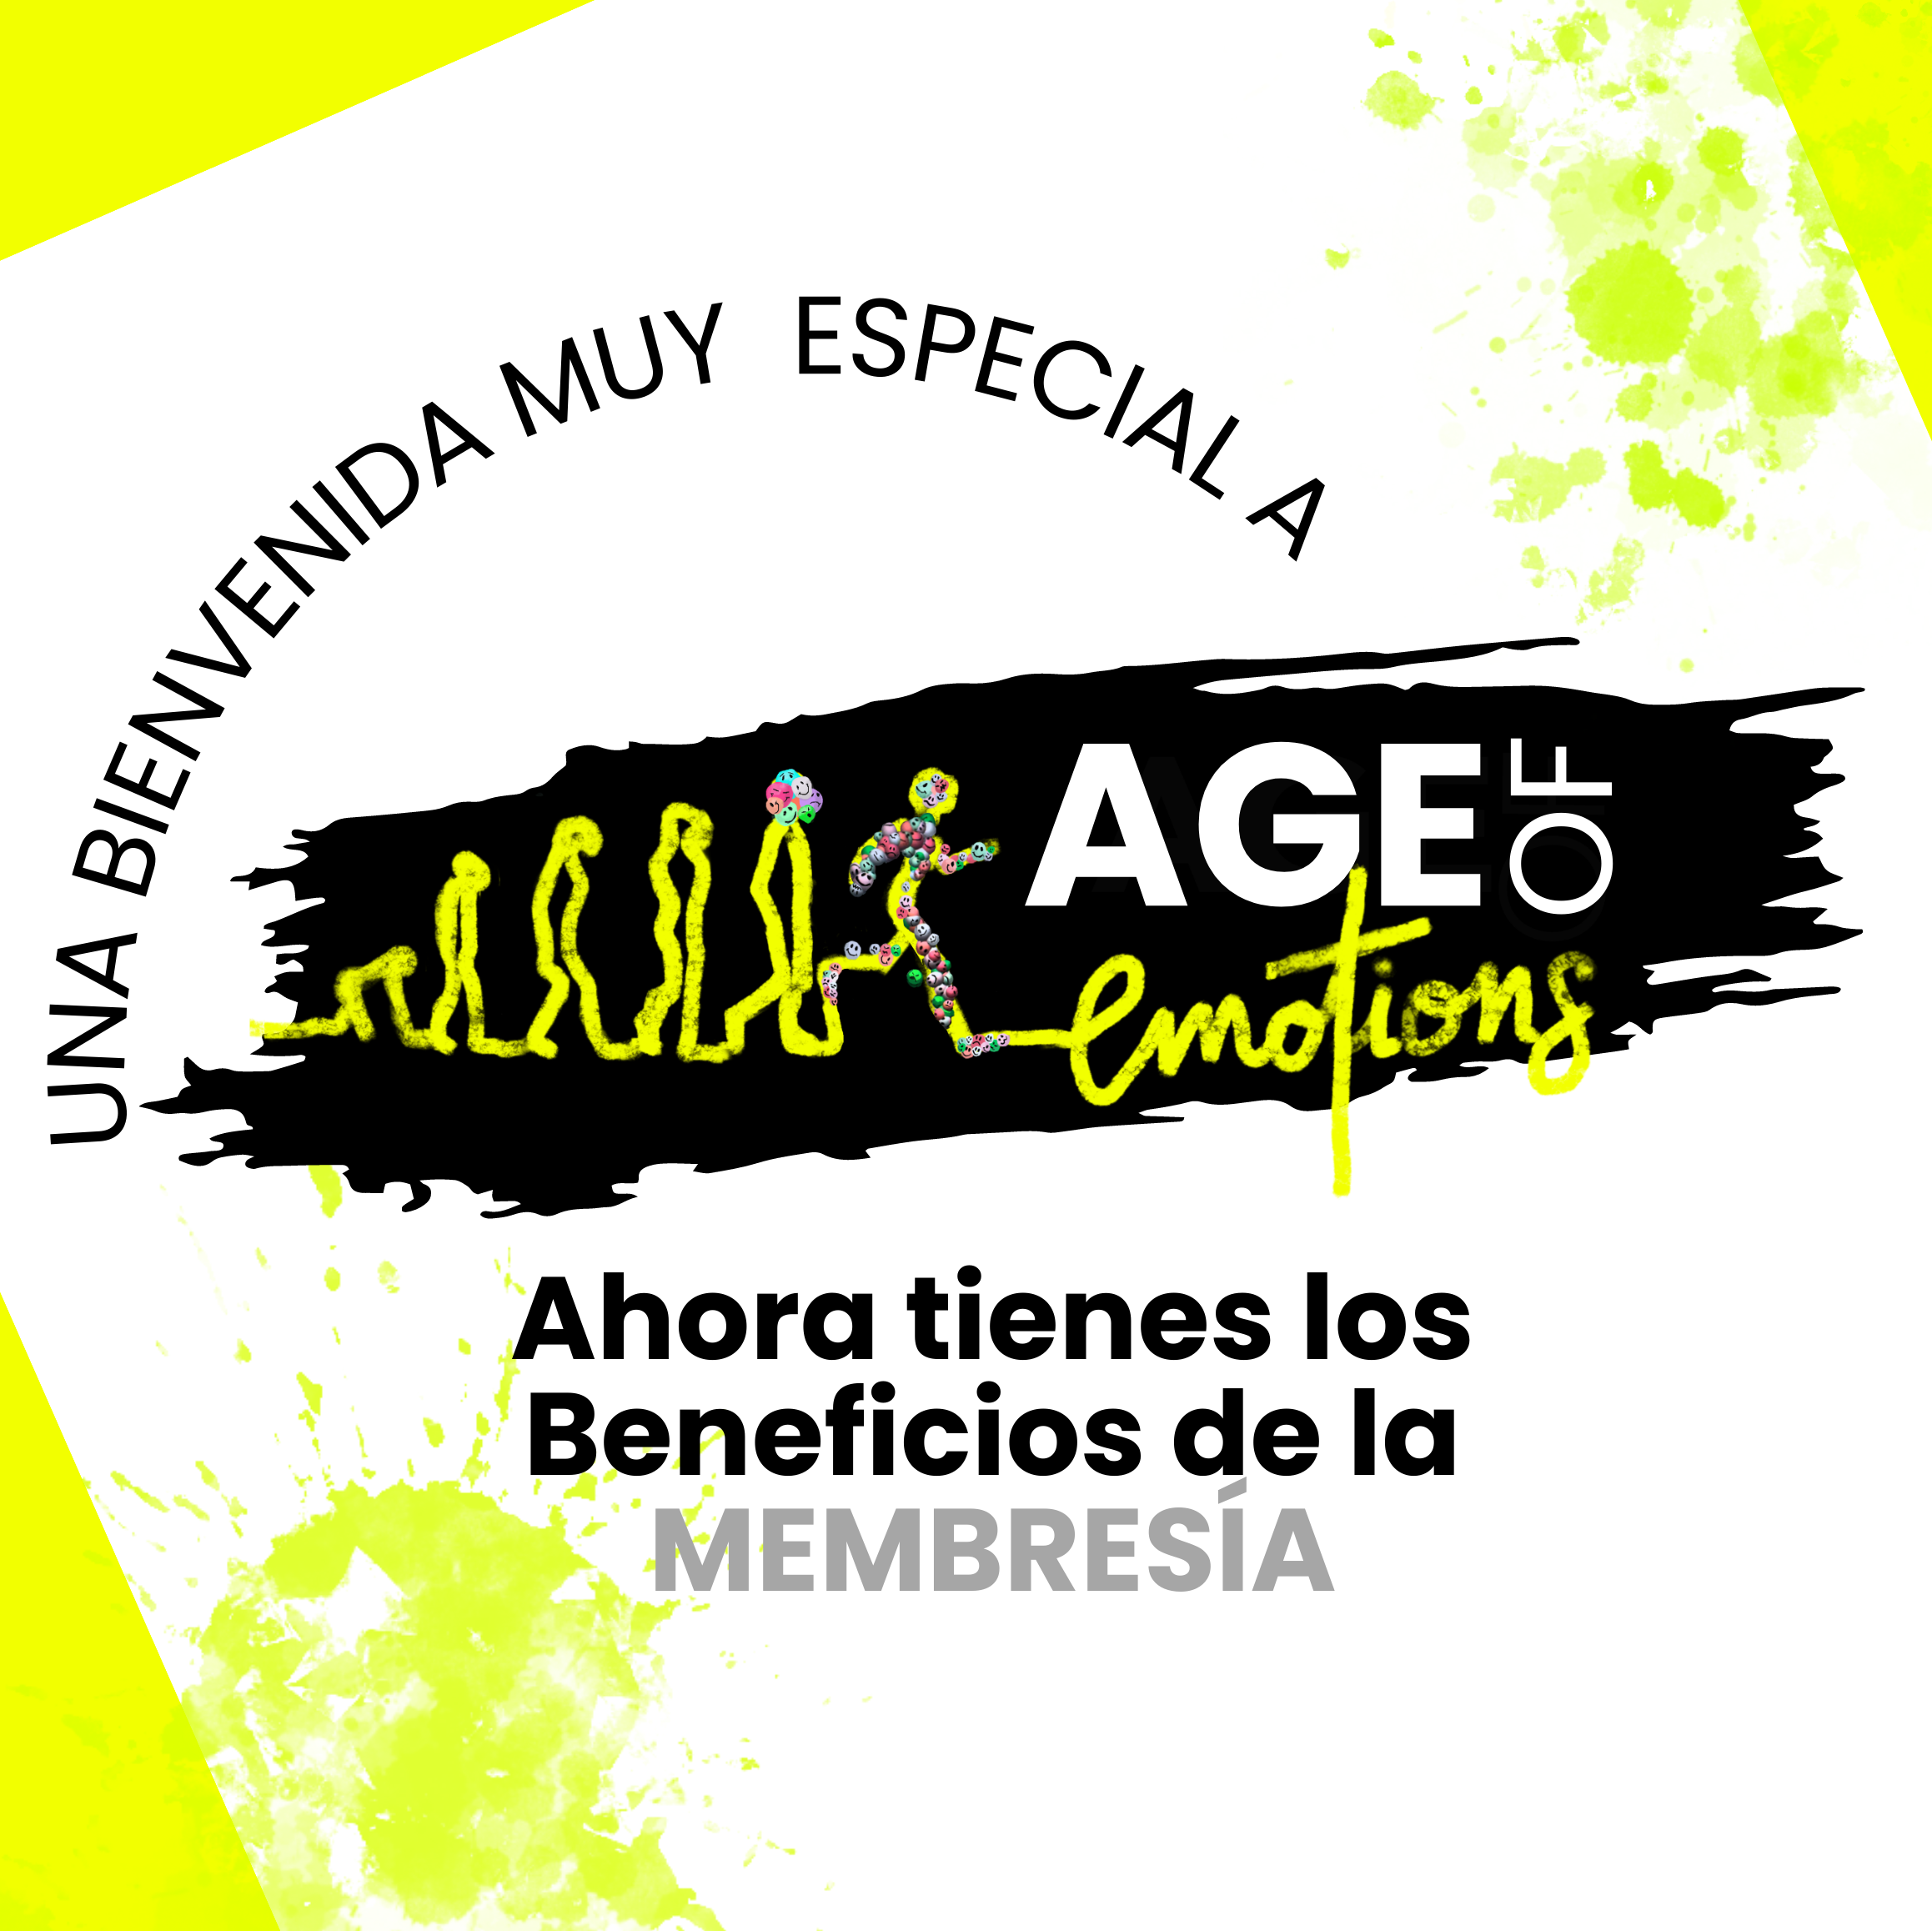 UNA BIENVENIDA MUY ESPECIAL A
AGE OF
emotions
Ahora tienes los
Beneficios de la
MEMBRESÍA